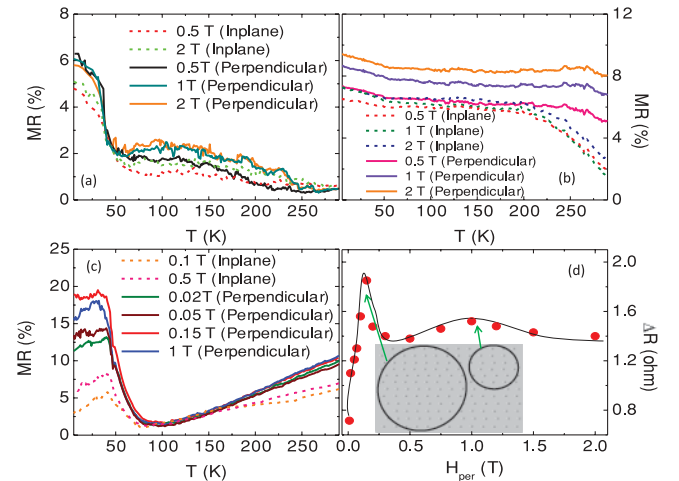 8
6
4
2
0
MR (%)
0.5 T (Inplane)
2 T (Inplane)
0.5T (Perpendicular)
1T (Perpendicular)
2 T (Perpendicular)
(a)
50 100 150 200 250
T (K)
12
8
4
0
MR (%)
0.5 T (Inplane)
1 T (Inplane)
2 T (Inplane)
0.5 T (Perpendicular)
1 T (Perpendicular)
2 T (Perpendicular)
(b)
50 100 150 200 250
T (K)
25
20
15
10
5
0
MR (%)
(c)
0.1 T (Inplane)
0.5 T (Inplane)
0.02T (Perpendicular)
0.05 T (Perpendicular)
0.15 T (Perpendicular)
1 T (Perpendicular)
50 100 150 200 250
T (K)
(d)
2.0
1.6
1.2
0.8
ΔR (ohm)
0.0 0.5 1.0 1.5 2.0
H_per (T)